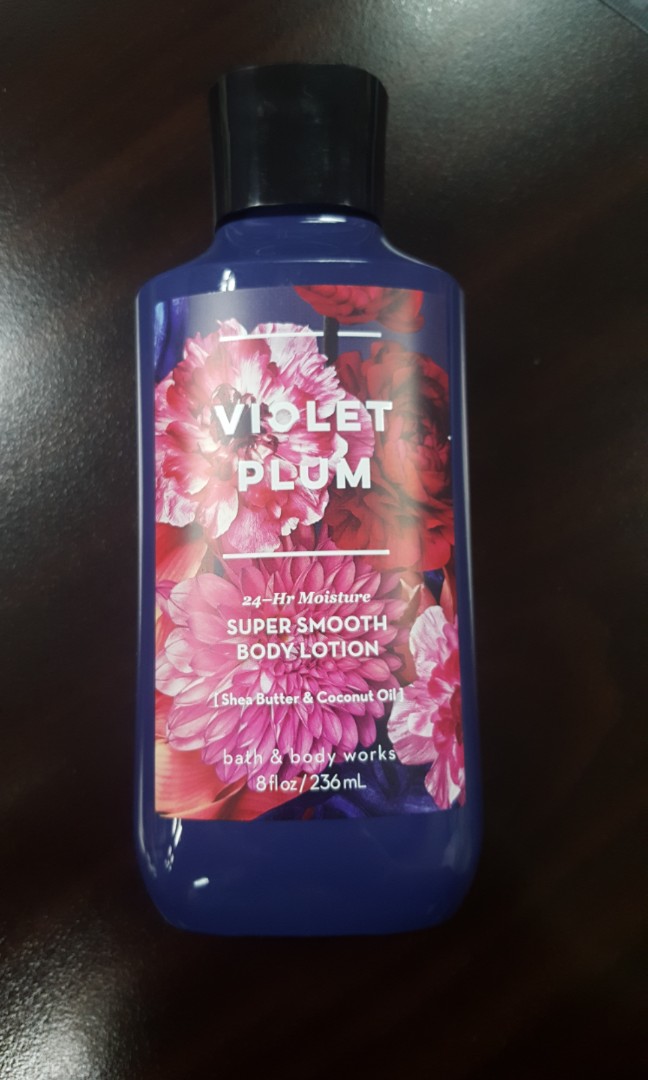 VIOLET
PLUM
24-Hr Moisture
SUPER SMOOTH
BODY LOTION
[Shea Butter & Coconut Oil]
bath & body works
8 fl oz / 236 mL